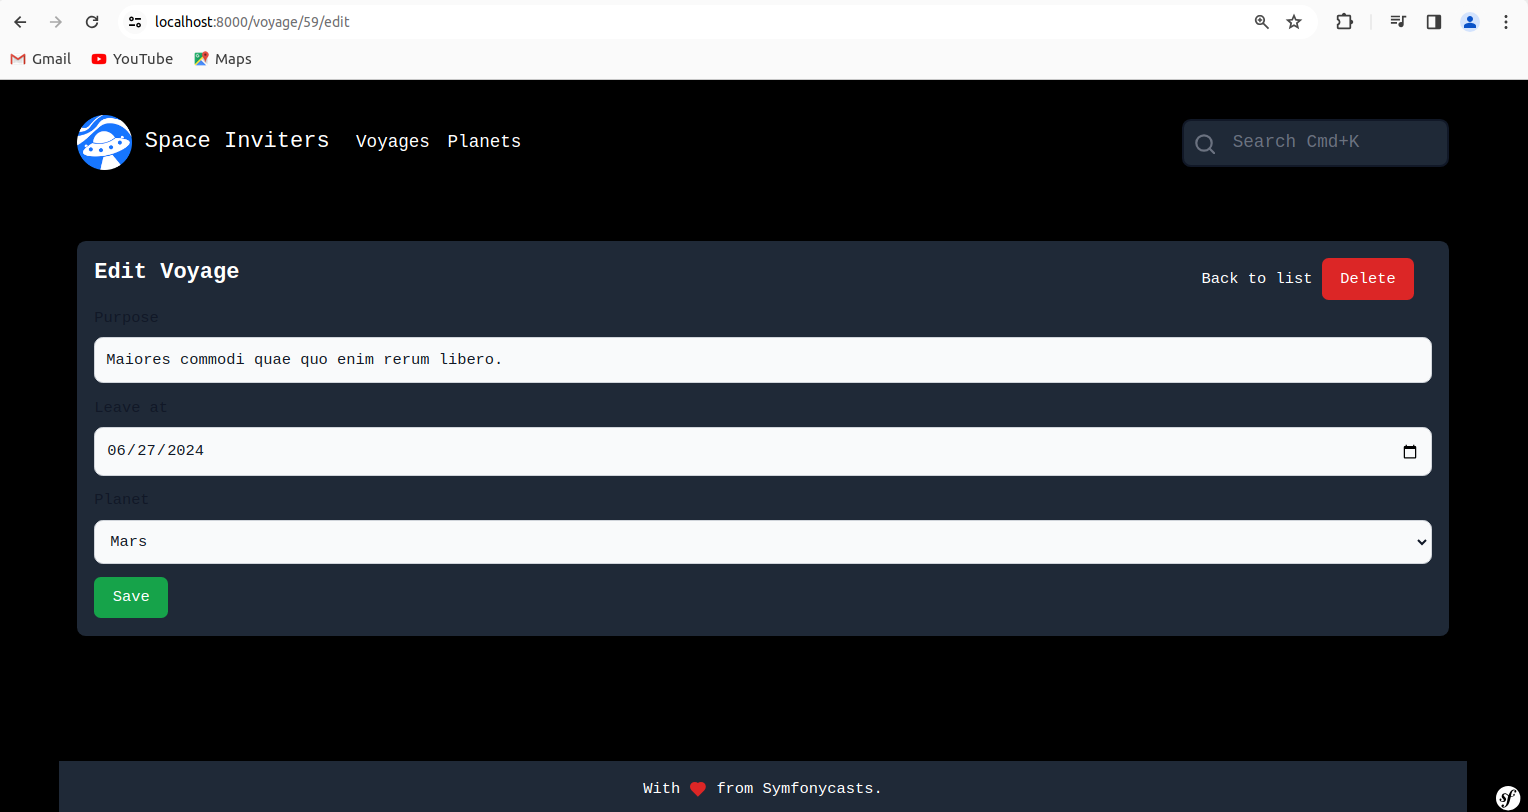 localhost:8000/voyage/59/edit
Gmail YouTube Maps
Space Inviters Voyages Planets Search Cmd+K
Edit Voyage
Back to list Delete
Purpose
Maiores commodi quae quo enim rerum libero.
Leave at
06/27/2024
Planet
Mars
Save
With from Symfonycasts.
sf